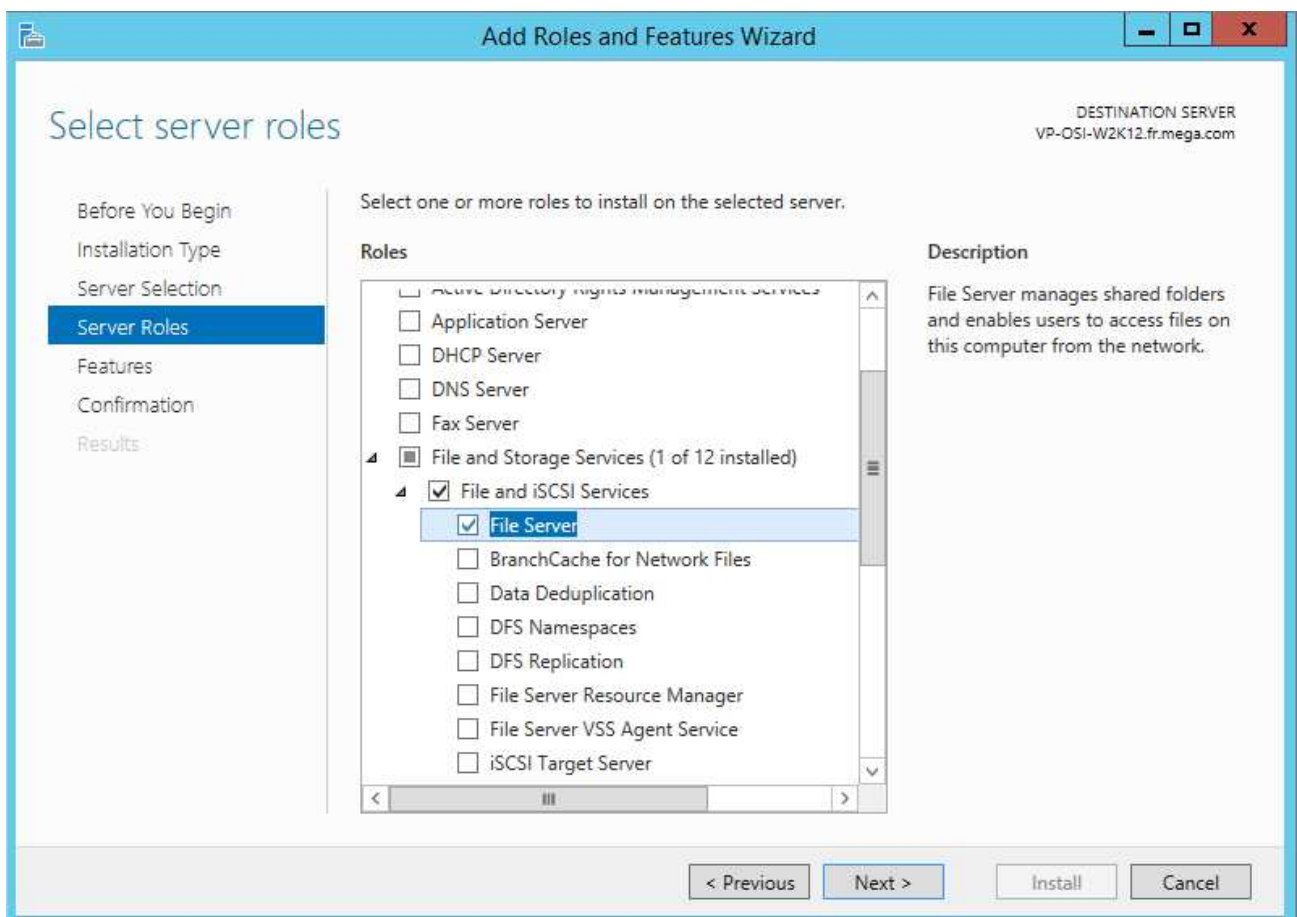 Add Roles and Features Wizard
Select server roles
DESTINATION SERVER
VP-OSI-W2K12.fr.mega.com
Before You Begin
Installation Type
Server Selection
Server Roles
Features
Confirmation
Results
Select one or more roles to install on the selected server.
Roles
Active Directory Rights Management Services
Application Server
DHCP Server
DNS Server
Fax Server
File and Storage Services (1 of 12 installed)
File and iSCSI Services
File Server
BranchCache for Network Files
Data Deduplication
DFS Namespaces
DFS Replication
File Server Resource Manager
File Server VSS Agent Service
iSCSI Target Server
Description
File Server manages shared folders
and enables users to access files on
this computer from the network.
< Previous
Next >
Install
Cancel